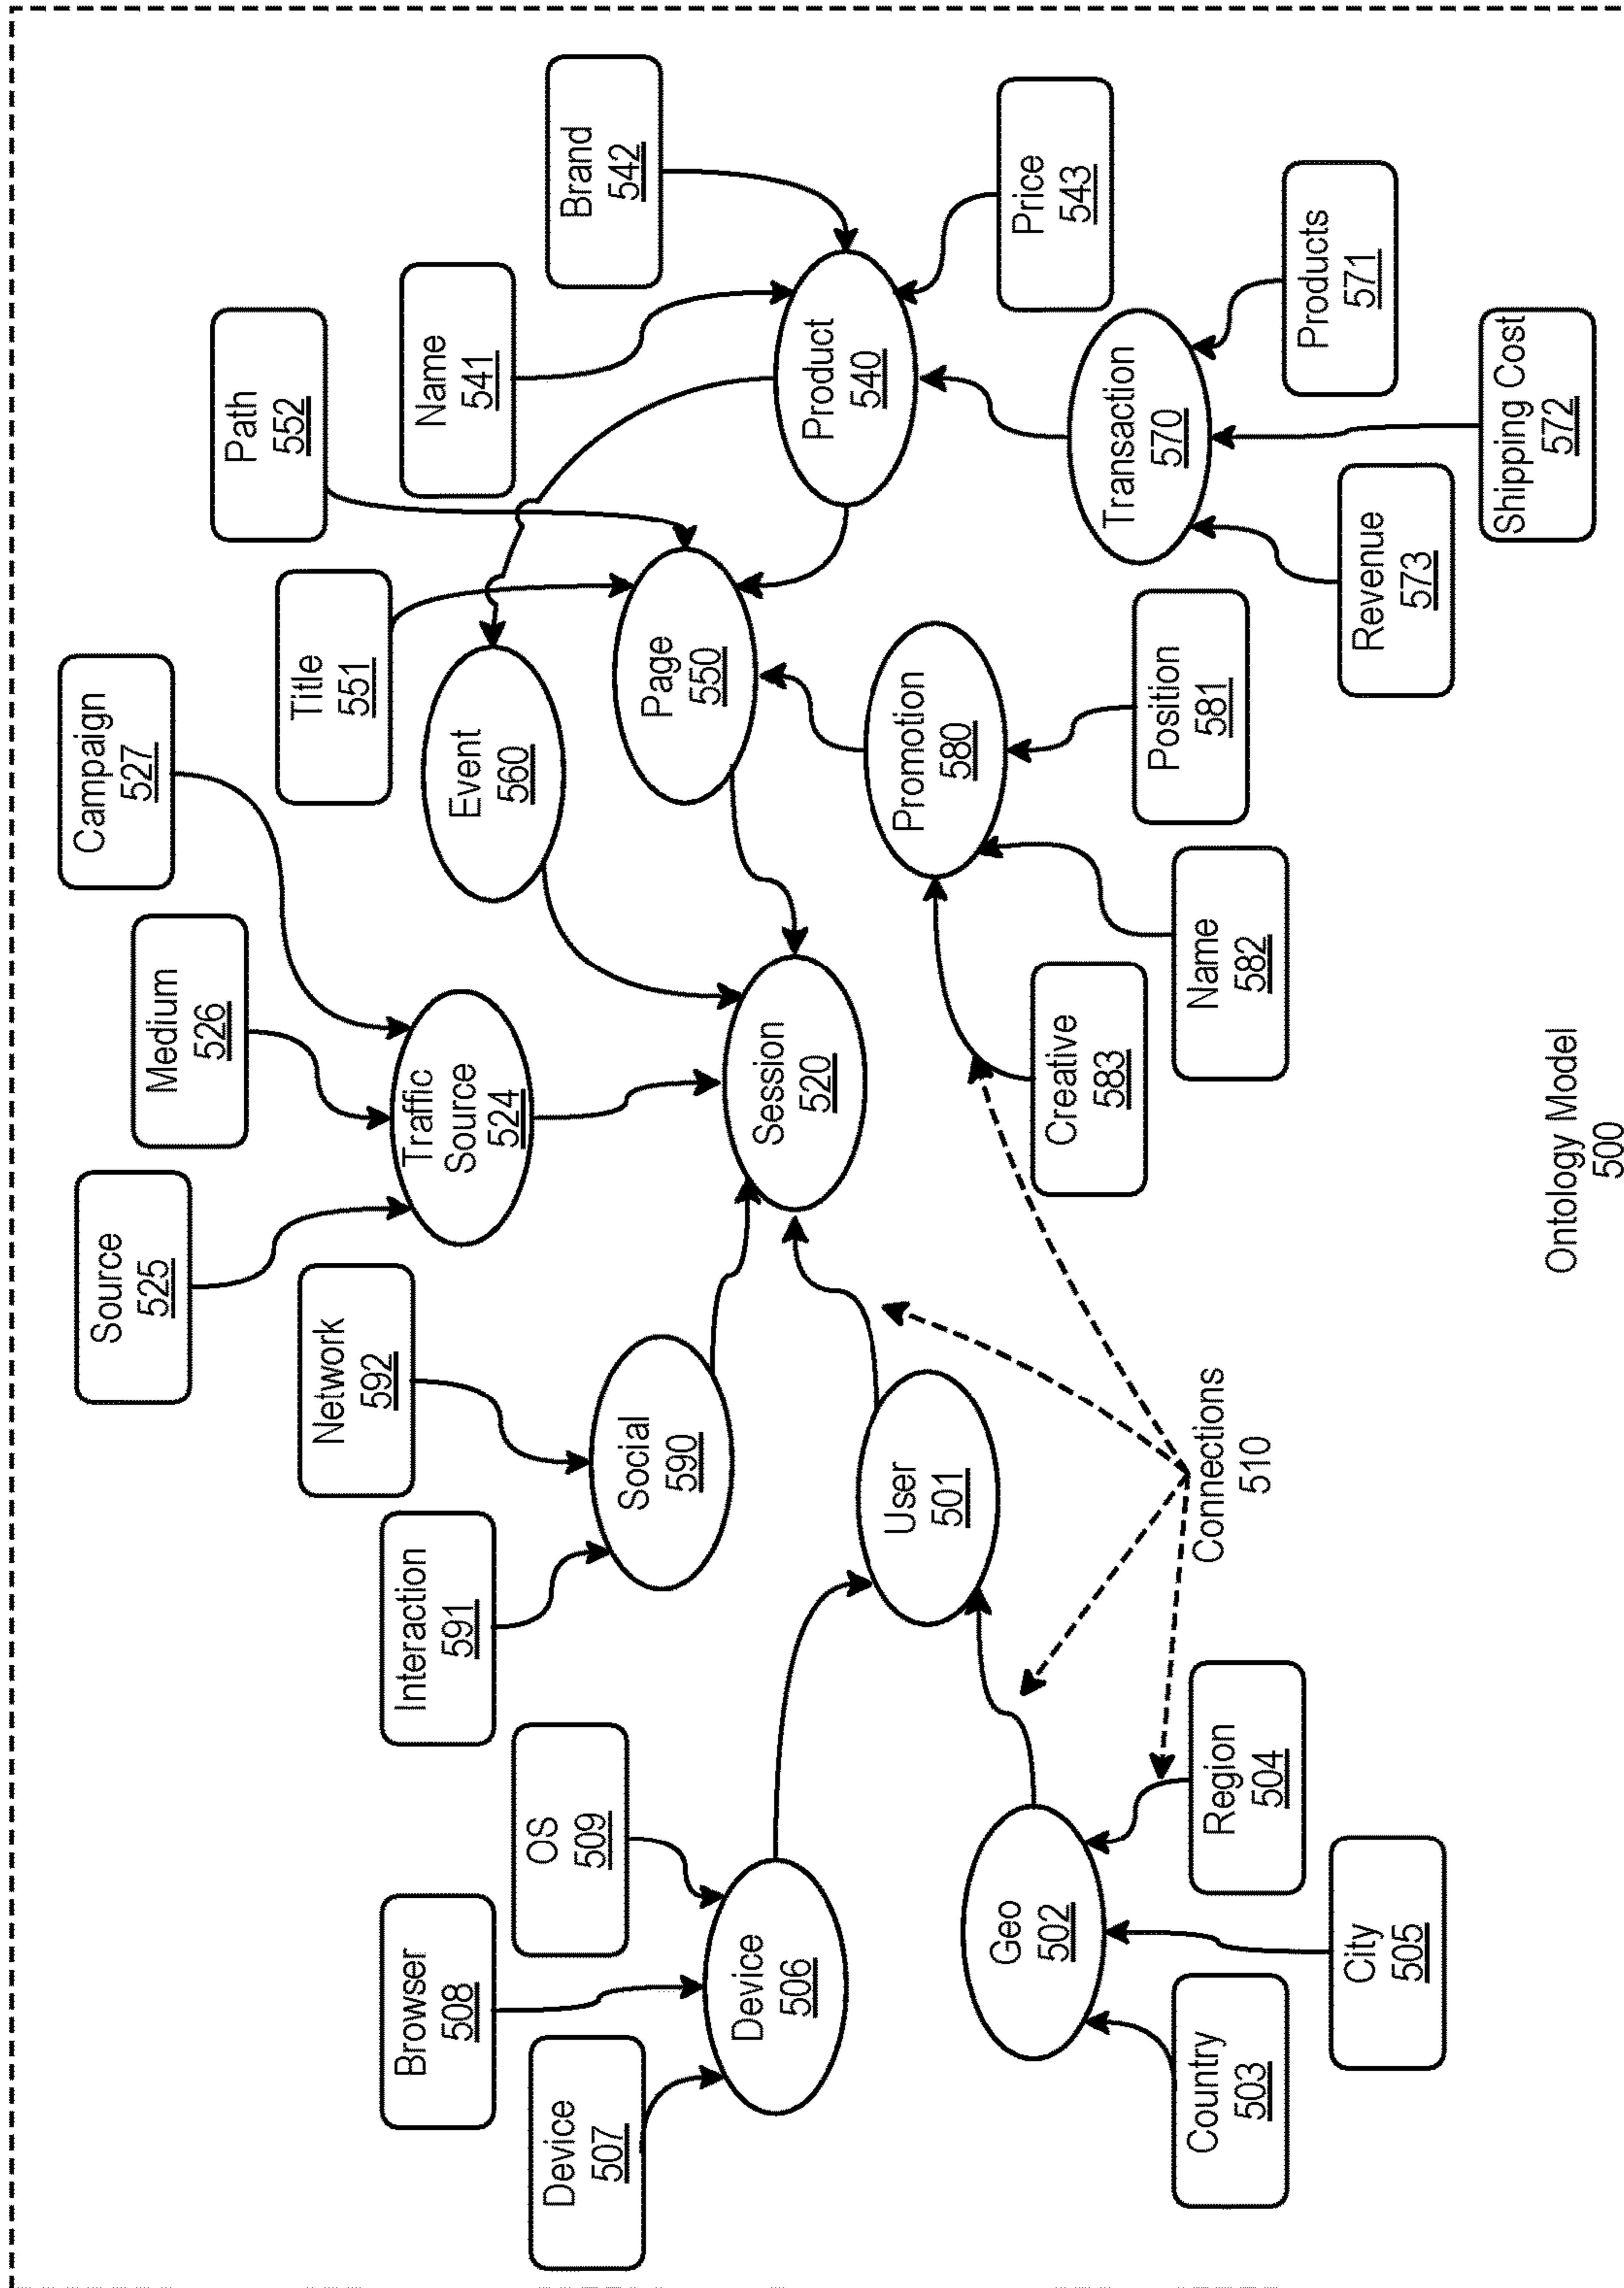 Source
525
Medium
526
Campaign
527
Path
552
Network
592
Title
551
Name
541
Interaction
591
Traffic
Source
524
Event
560
Brand
542
Browser
508
OS
509
Device
507
Social
590
Page
550
Device
506
Session
520
Product
540
User
501
Promotion
580
Geo
502
Creative
583
Transaction
570
Price
543
Country
503
Region
504
Connections
510
Name
582
Position
581
Products
571
City
505
Revenue
573
Shipping Cost
572
Ontology Model
500